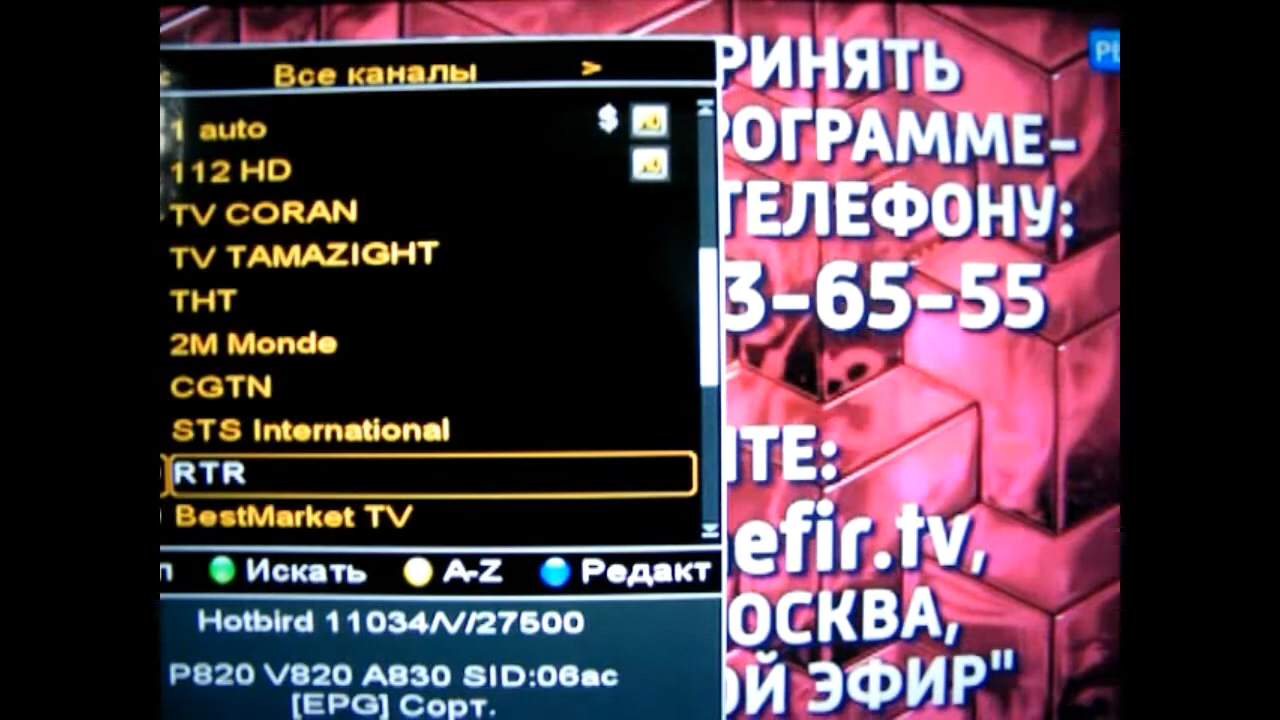 Все каналы >
1 auto $
112 HD
TV CORAN
TV TAMAZIGHT
ТНТ
2M Monde
CGTN
STS International
RTR
BestMarket TV
Искать A-Z Редакт
Hotbird 11034/V/27500
P820 V820 A830 SID:06ac
[EPG] Сорт.
РИНЯТЬ
РОГРАММЕ-
ТЕЛЕФОНУ:
3-65-55
ТЕ:
efir.tv,
ОСКВА,
ОЙ ЭФИР"